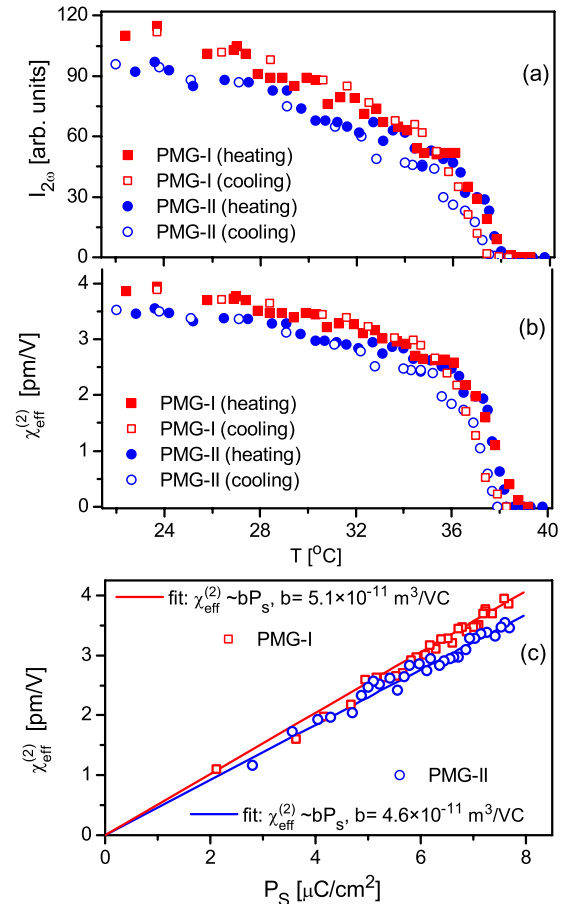 (a)
I₂ω [arb. units]
120
90
60
30
0
PMG-I (heating)
PMG-I (cooling)
PMG-II (heating)
PMG-II (cooling)
(b)
χeff⁽²⁾ [pm/V]
4
3
2
1
0
PMG-I (heating)
PMG-I (cooling)
PMG-II (heating)
PMG-II (cooling)
24 28 32 36 40
T [°C]
(c)
χeff⁽²⁾ [pm/V]
4
3
2
1
0
fit: χeff⁽²⁾ ~bPs, b= 5.1×10⁻¹¹ m³/VC
PMG-I
PMG-II
fit: χeff⁽²⁾ ~bPs, b= 4.6×10⁻¹¹ m³/VC
0 2 4 6 8
PS [μC/cm²]